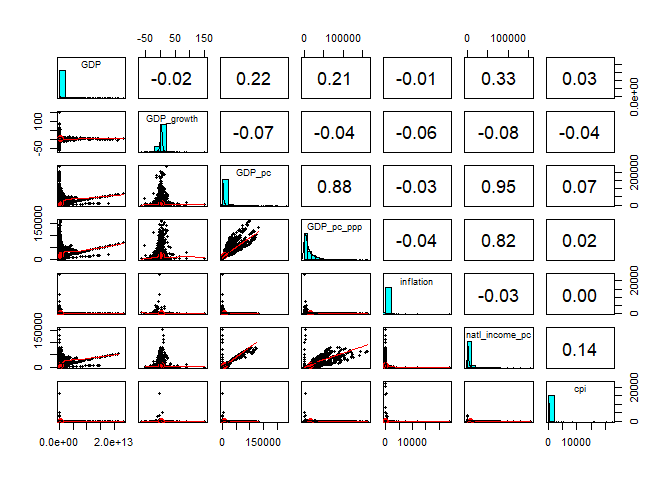 -50 50 150 0 100000 0 100000
GDP -0.02 0.22 0.21 -0.01 0.33 0.03 0.0e+00
-50 100 GDP_growth -0.07 -0.04 -0.06 -0.08 -0.04
GDP_pc 0.88 -0.03 0.95 0.07 0 200000
0 150000 GDP_pc_ppp -0.04 0.82 0.02
inflation -0.03 0.00 0 20000
0 150000 natl_income_pc 0.14
cpi 0 20000
0.0e+00 2.0e+13 0 150000 0 10000 0 10000